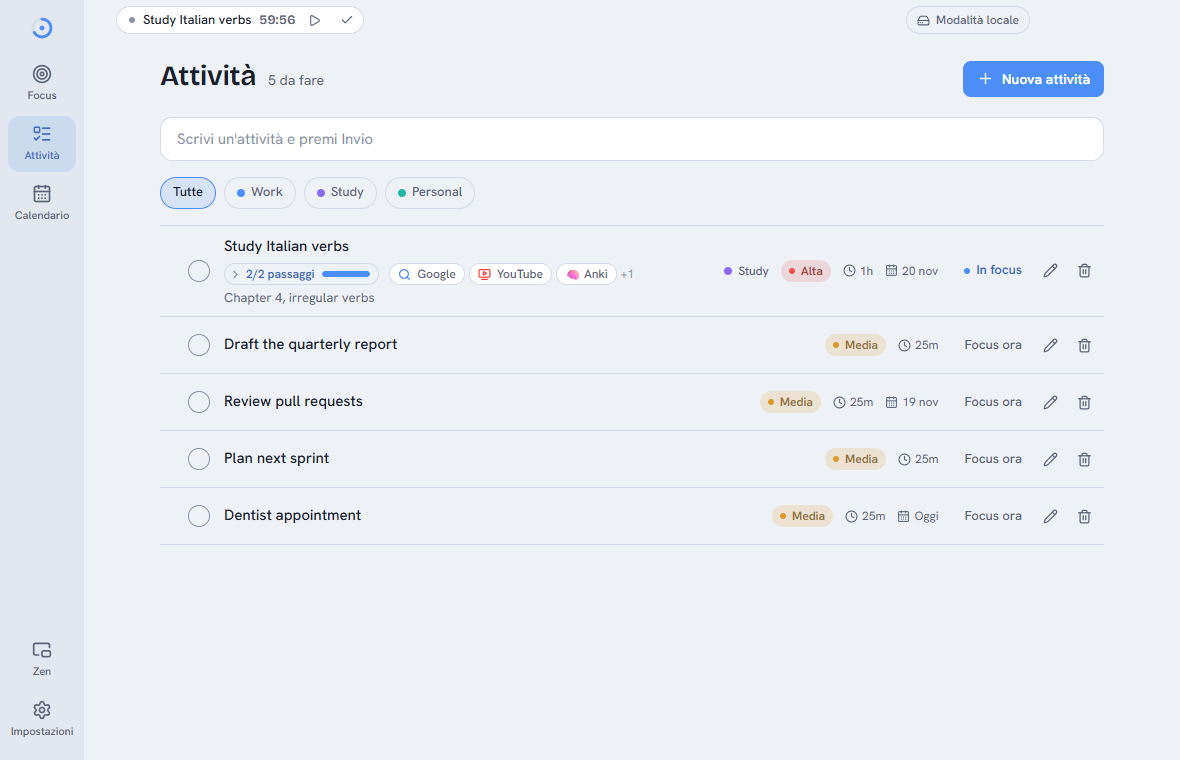 Study Italian verbs 59:56
Modalità locale
Focus
Attività
Calendario
Zen
Impostazioni
Attività 5 da fare
Nuova attività
Scrivi un'attività e premi Invio
Tutte Work Study Personal
Study Italian verbs
2/2 passaggi Google YouTube Anki +1
Chapter 4, irregular verbs
Study Alta 1h 20 nov In focus
Draft the quarterly report Media 25m Focus ora
Review pull requests Media 25m 19 nov Focus ora
Plan next sprint Media 25m Focus ora
Dentist appointment Media 25m Oggi Focus ora